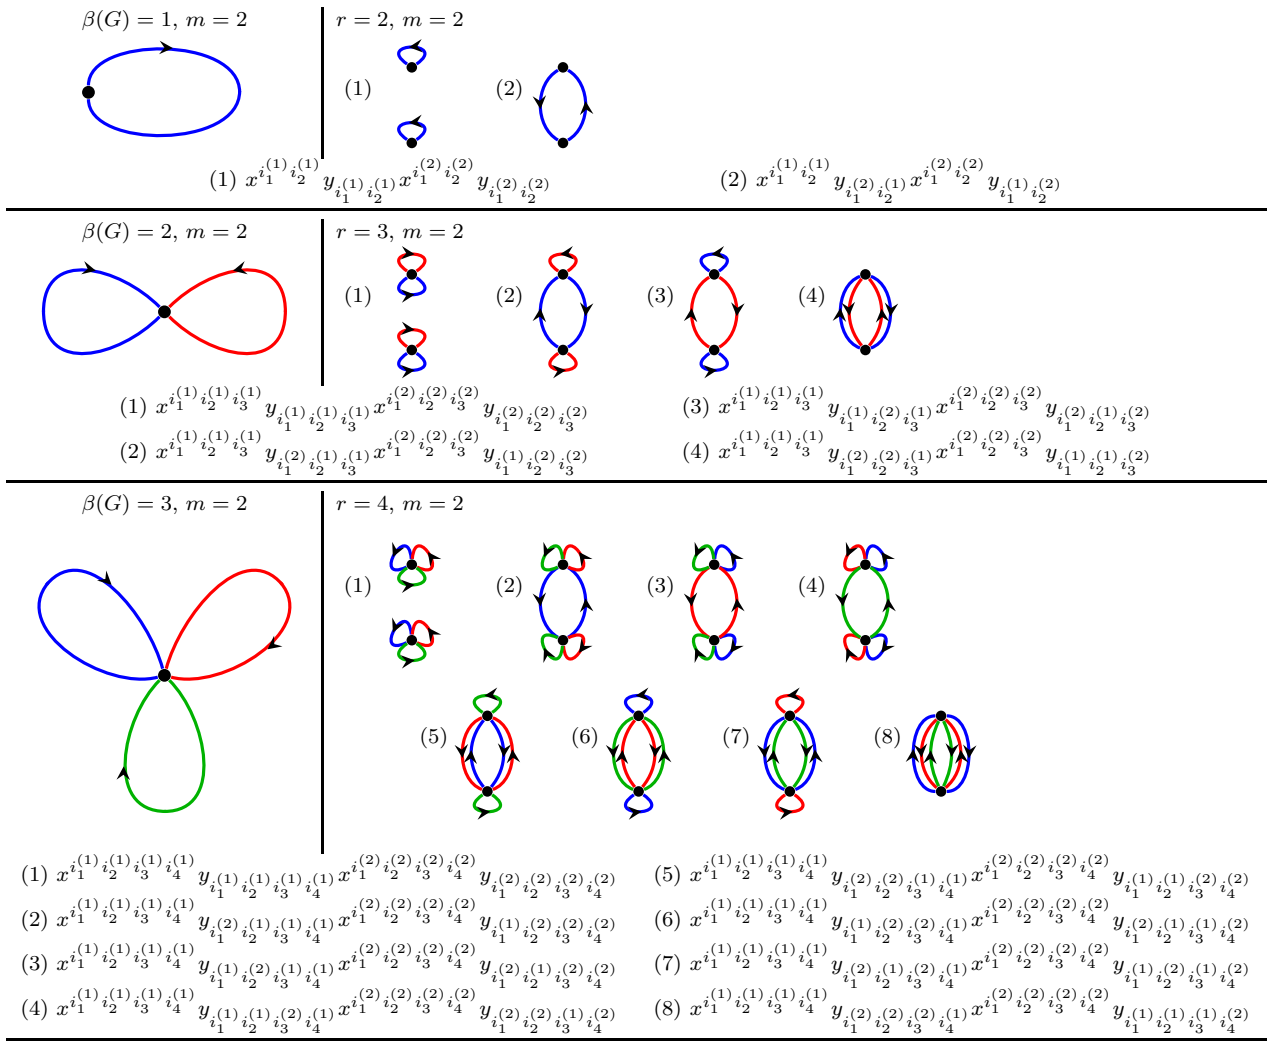 β(G) = 1, m = 2 r = 2, m = 2
(1) (2)
(1) $x^{i_1^{(1)}i_2^{(1)}}y_{i_1^{(1)}i_2^{(1)}}x^{i_1^{(2)}i_2^{(2)}}y_{i_1^{(2)}i_2^{(2)}}$ (2) $x^{i_1^{(1)}i_2^{(1)}}y_{i_1^{(2)}i_2^{(1)}}x^{i_1^{(2)}i_2^{(2)}}y_{i_1^{(1)}i_2^{(2)}}$
β(G) = 2, m = 2 r = 3, m = 2
(1) (2) (3) (4)
(1) $x^{i_1^{(1)}i_2^{(1)}i_3^{(1)}}y_{i_1^{(1)}i_2^{(1)}i_3^{(1)}}x^{i_1^{(2)}i_2^{(2)}i_3^{(2)}}y_{i_1^{(2)}i_2^{(2)}i_3^{(2)}}$ (3) $x^{i_1^{(1)}i_2^{(1)}i_3^{(1)}}y_{i_1^{(1)}i_2^{(2)}i_3^{(1)}}x^{i_1^{(2)}i_2^{(2)}i_3^{(2)}}y_{i_1^{(2)}i_2^{(1)}i_3^{(2)}}$
(2) $x^{i_1^{(1)}i_2^{(1)}i_3^{(1)}}y_{i_1^{(2)}i_2^{(1)}i_3^{(1)}}x^{i_1^{(2)}i_2^{(2)}i_3^{(2)}}y_{i_1^{(1)}i_2^{(2)}i_3^{(2)}}$ (4) $x^{i_1^{(1)}i_2^{(1)}i_3^{(1)}}y_{i_1^{(2)}i_2^{(2)}i_3^{(1)}}x^{i_1^{(2)}i_2^{(2)}i_3^{(2)}}y_{i_1^{(1)}i_2^{(1)}i_3^{(2)}}$
β(G) = 3, m = 2 r = 4, m = 2
(1) (2) (3) (4)
(5) (6) (7) (8)
(1) $x^{i_1^{(1)}i_2^{(1)}i_3^{(1)}i_4^{(1)}}y_{i_1^{(1)}i_2^{(1)}i_3^{(1)}i_4^{(1)}}x^{i_1^{(2)}i_2^{(2)}i_3^{(2)}i_4^{(2)}}y_{i_1^{(2)}i_2^{(2)}i_3^{(2)}i_4^{(2)}}$ (5) $x^{i_1^{(1)}i_2^{(1)}i_3^{(1)}i_4^{(1)}}y_{i_1^{(2)}i_2^{(2)}i_3^{(1)}i_4^{(1)}}x^{i_1^{(2)}i_2^{(2)}i_3^{(2)}i_4^{(2)}}y_{i_1^{(1)}i_2^{(1)}i_3^{(2)}i_4^{(2)}}$
(2) $x^{i_1^{(1)}i_2^{(1)}i_3^{(1)}i_4^{(1)}}y_{i_1^{(2)}i_2^{(1)}i_3^{(1)}i_4^{(1)}}x^{i_1^{(2)}i_2^{(2)}i_3^{(2)}i_4^{(2)}}y_{i_1^{(1)}i_2^{(2)}i_3^{(2)}i_4^{(2)}}$ (6) $x^{i_1^{(1)}i_2^{(1)}i_3^{(1)}i_4^{(1)}}y_{i_1^{(1)}i_2^{(2)}i_3^{(2)}i_4^{(1)}}x^{i_1^{(2)}i_2^{(2)}i_3^{(2)}i_4^{(2)}}y_{i_1^{(2)}i_2^{(1)}i_3^{(1)}i_4^{(2)}}$
(3) $x^{i_1^{(1)}i_2^{(1)}i_3^{(1)}i_4^{(1)}}y_{i_1^{(1)}i_2^{(2)}i_3^{(1)}i_4^{(1)}}x^{i_1^{(2)}i_2^{(2)}i_3^{(2)}i_4^{(2)}}y_{i_1^{(2)}i_2^{(1)}i_3^{(2)}i_4^{(2)}}$ (7) $x^{i_1^{(1)}i_2^{(1)}i_3^{(1)}i_4^{(1)}}y_{i_1^{(2)}i_2^{(1)}i_3^{(2)}i_4^{(1)}}x^{i_1^{(2)}i_2^{(2)}i_3^{(2)}i_4^{(2)}}y_{i_1^{(1)}i_2^{(2)}i_3^{(1)}i_4^{(2)}}$
(4) $x^{i_1^{(1)}i_2^{(1)}i_3^{(1)}i_4^{(1)}}y_{i_1^{(1)}i_2^{(1)}i_3^{(2)}i_4^{(1)}}x^{i_1^{(2)}i_2^{(2)}i_3^{(2)}i_4^{(2)}}y_{i_1^{(2)}i_2^{(2)}i_3^{(1)}i_4^{(2)}}$ (8) $x^{i_1^{(1)}i_2^{(1)}i_3^{(1)}i_4^{(1)}}y_{i_1^{(2)}i_2^{(2)}i_3^{(2)}i_4^{(1)}}x^{i_1^{(2)}i_2^{(2)}i_3^{(2)}i_4^{(2)}}y_{i_1^{(1)}i_2^{(1)}i_3^{(1)}i_4^{(2)}}$